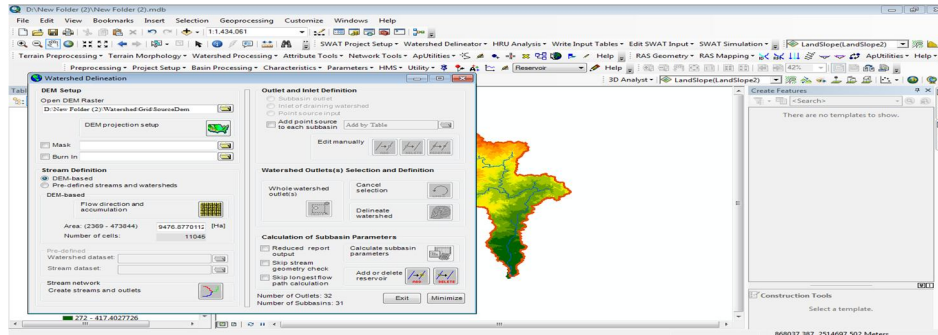 D:\New Folder (2)\New Folder (2).mdb
File Edit View Bookmarks Insert Selection Geoprocessing Customize Windows Help
1:1,434,061
SWAT Project Setup Watershed Delineator HRU Analysis Write Input Tables Edit SWAT Input SWAT Simulation LandSlope(LandSlope2)
Terrain Preprocessing Terrain Morphology Watershed Processing Attribute Tools Network Tools ApUtilities Help RAS Geometry RAS Mapping ApUtilities Help
Preprocessing Project Setup Basin Processing Characteristics Parameters HMS Utility Reservoir Help
3D Analyst LandSlope(LandSlope2)
Watershed Delineation
DEM Setup
Open DEM Raster
D:\New Folder (2)\Watershed\Grid\SourceDem
DEM projection setup
Mask
Burn In
Stream Definition
DEM-based
Pre-defined streams and watersheds
DEM-based
Flow direction and
accumulation
Area: (2369 - 473844) 9476.8770112 [Ha]
Number of cells: 11045
Pre-defined
Watershed dataset:
Stream dataset:
Stream network
Create streams and outlets
Outlet and Inlet Definition
Subbasin outlet
Inlet of draining
watershed
Point source input
Add point source
to each subbasin
Add by Table
Edit manually
ADD DELETE
Watershed Outlets(s) Selection and Definition
Whole watershed
outlet(s)
Cancel
selection
Delineate
watershed
Calculation of Subbasin Parameters
Reduced report
output
Skip stream
geometry check
Skip longest flow
path calculation
Calculate subbasin
parameters
Add or delete
reservoir
ADD DELETE
Number of Outlets: 32
Number of Subbasins: 31
Exit Minimize
272 - 417.4027726
Create Features
<Search>
There are no templates to show.
Construction Tools
Select a template.
868037.387 2514697.502 Meters